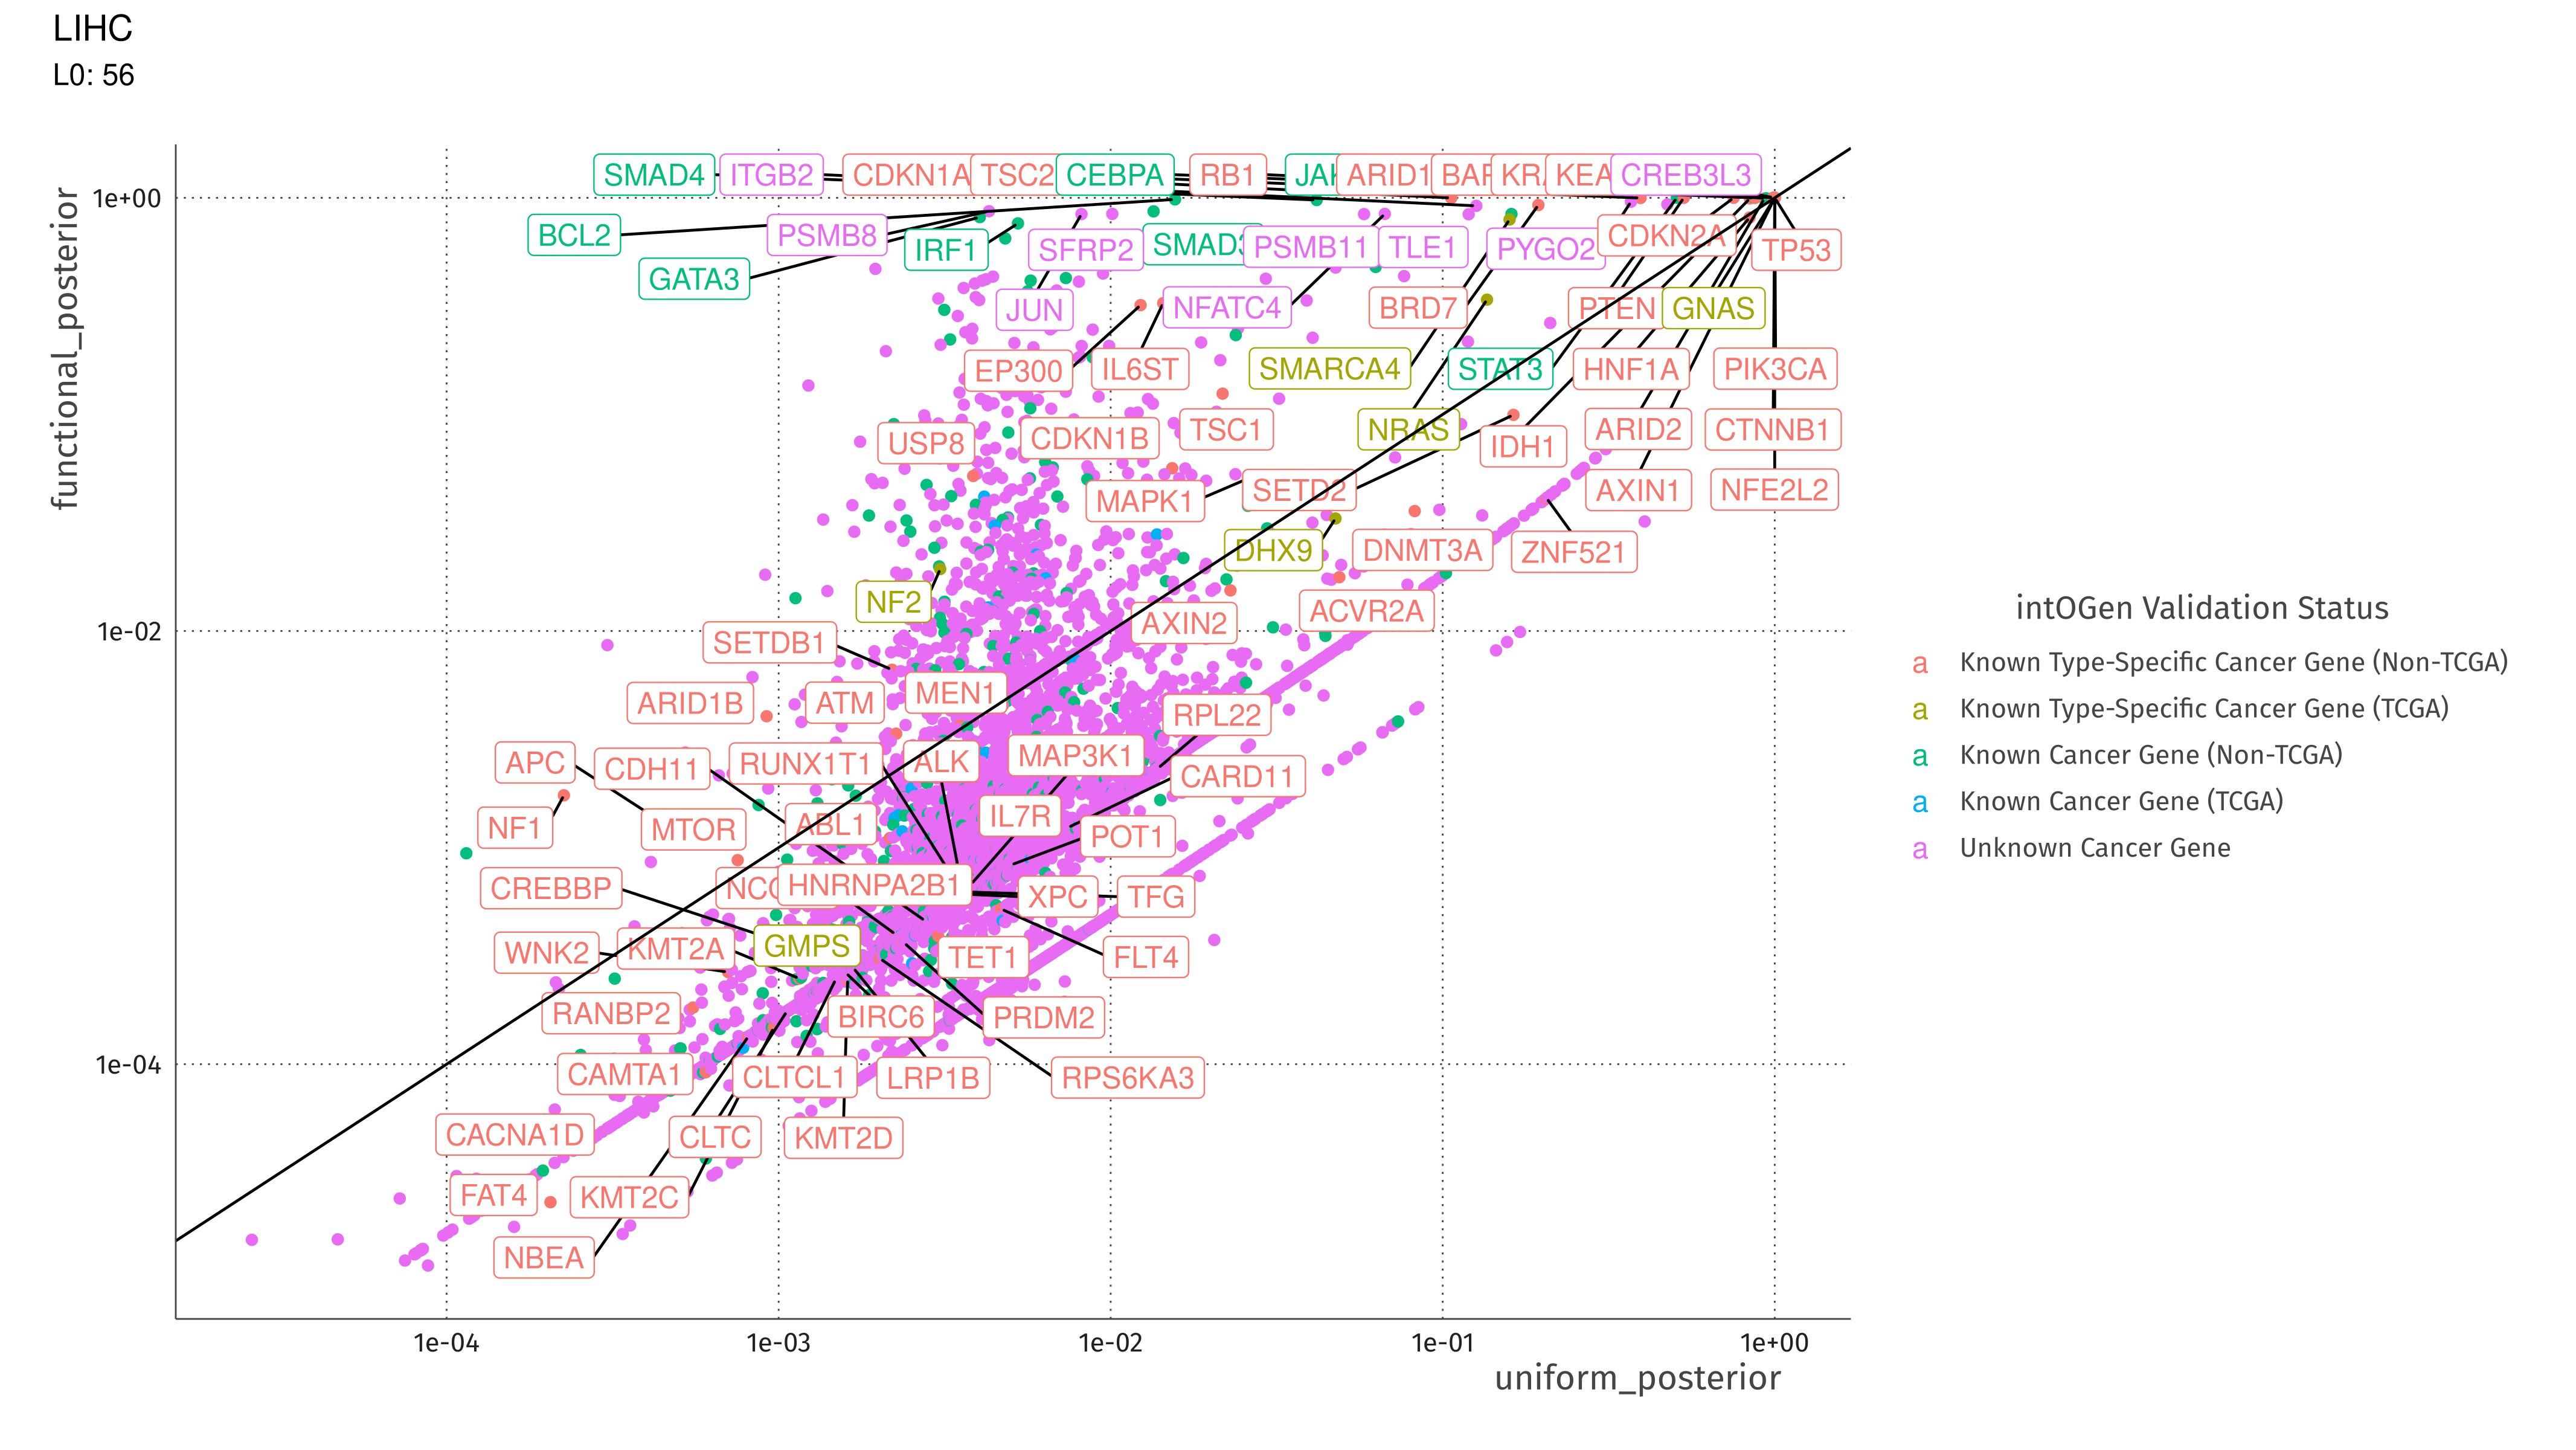 LIHC
L0: 56
functional_posterior
1e+00
1e-02
1e-04
SMAD4 ITGB2 CDKN1A TSC2 CEBPA RB1 CREB3L3
BCL2 PSMB8 IRF1 SFRP2 PSMB11 TLE1 PYGO2 CDKN2A TP53
GATA3 JUN NFATC4 BRD7 PTEN GNAS
EP300 IL6ST SMARCA4 STAT3 HNF1A PIK3CA
USP8 CDKN1B TSC1 NRAS IDH1 ARID2 CTNNB1
MAPK1 SETD2 AXIN1 NFE2L2
DHX9 DNMT3A ZNF521
NF2 AXIN2 ACVR2A
SETDB1
ARID1B ATM MEN1 RPL22
APC CDH11 RUNX1T1 ALK MAP3K1 CARD11
NF1 MTOR ABL1 IL7R POT1
CREBBP HNRNPA2B1 XPC TFG
WNK2 KMT2A GMPS TET1 FLT4
RANBP2 BIRC6 PRDM2
CAMTA1 CLTCL1 LRP1B RPS6KA3
CACNA1D CLTC KMT2D
FAT4 KMT2C
NBEA
1e-04 1e-03 1e-02 1e-01 1e+00
uniform_posterior
intOGen Validation Status
a Known Type-Specific Cancer Gene (Non-TCGA)
a Known Type-Specific Cancer Gene (TCGA)
a Known Cancer Gene (Non-TCGA)
a Known Cancer Gene (TCGA)
a Unknown Cancer Gene